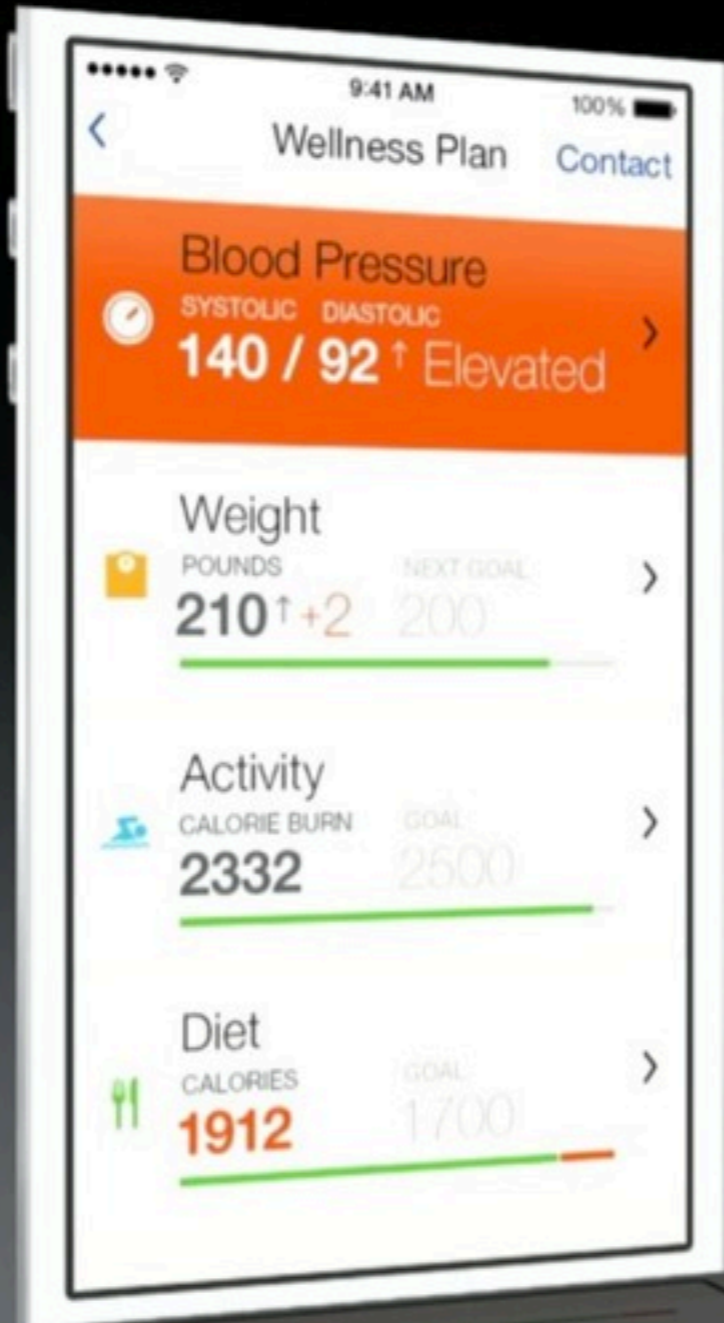 9:41 AM 100%
Wellness Plan Contact
Blood Pressure
SYSTOLIC DIASTOLIC
140 / 92 ↑ Elevated
Weight
POUNDS NEXT GOAL
210 ↑ +2 200
Activity
CALORIE BURN GOAL
2332 2500
Diet
CALORIES GOAL
1912 1700